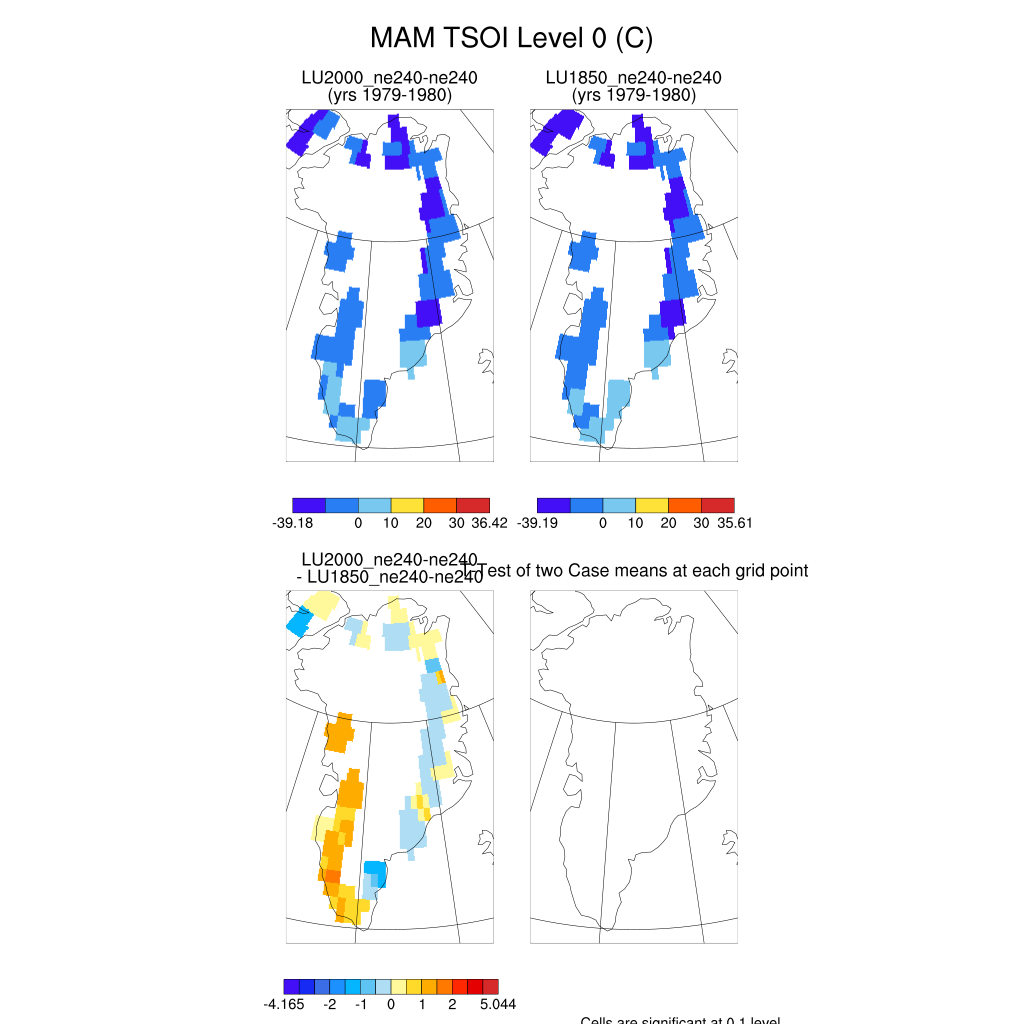 MAM TSOI Level 0 (C)
LU2000_ne240-ne240
(yrs 1979-1980)
LU1850_ne240-ne240
(yrs 1979-1980)
-39.18 0 10 20 30 36.42
-39.19 0 10 20 30 35.61
LU2000_ne240-ne240
- LU1850_ne240-ne240
T-Test of two Case means at each grid point
-4.165 -2 -1 0 1 2 5.044
Cells are significant at 0.1 level